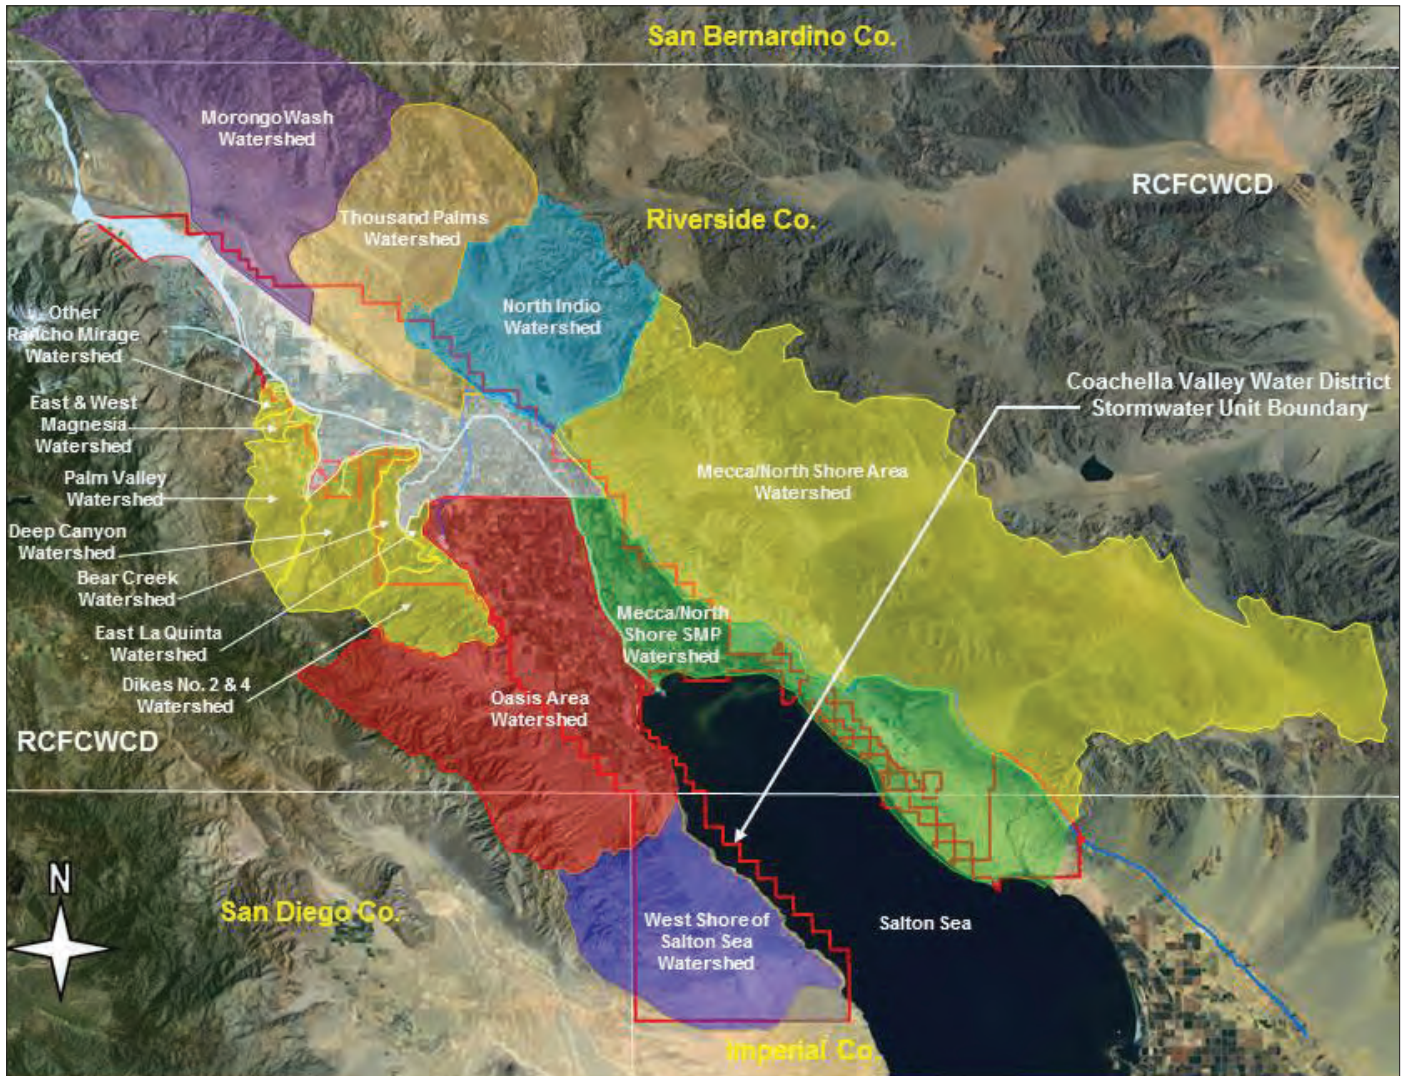 San Bernardino Co.
Morongo Wash
Watershed
RCFCWCD
Thousand Palms
Watershed
Riverside Co.
North Indio
Watershed
Other
Rancho Mirage
Watershed
East & West
Magnesia
Watershed
Palm Valley
Watershed
Deep Canyon
Watershed
Bear Creek
Watershed
East La Quinta
Watershed
Dikes No. 2 & 4
Watershed
Coachella Valley Water District
Stormwater Unit Boundary
Mecca/North Shore Area
Watershed
Mecca/North
Shore SMP
Watershed
Oasis Area
Watershed
RCFCWCD
N
San Diego Co.
West Shore of
Salton Sea
Watershed
Salton Sea
Imperial Co.